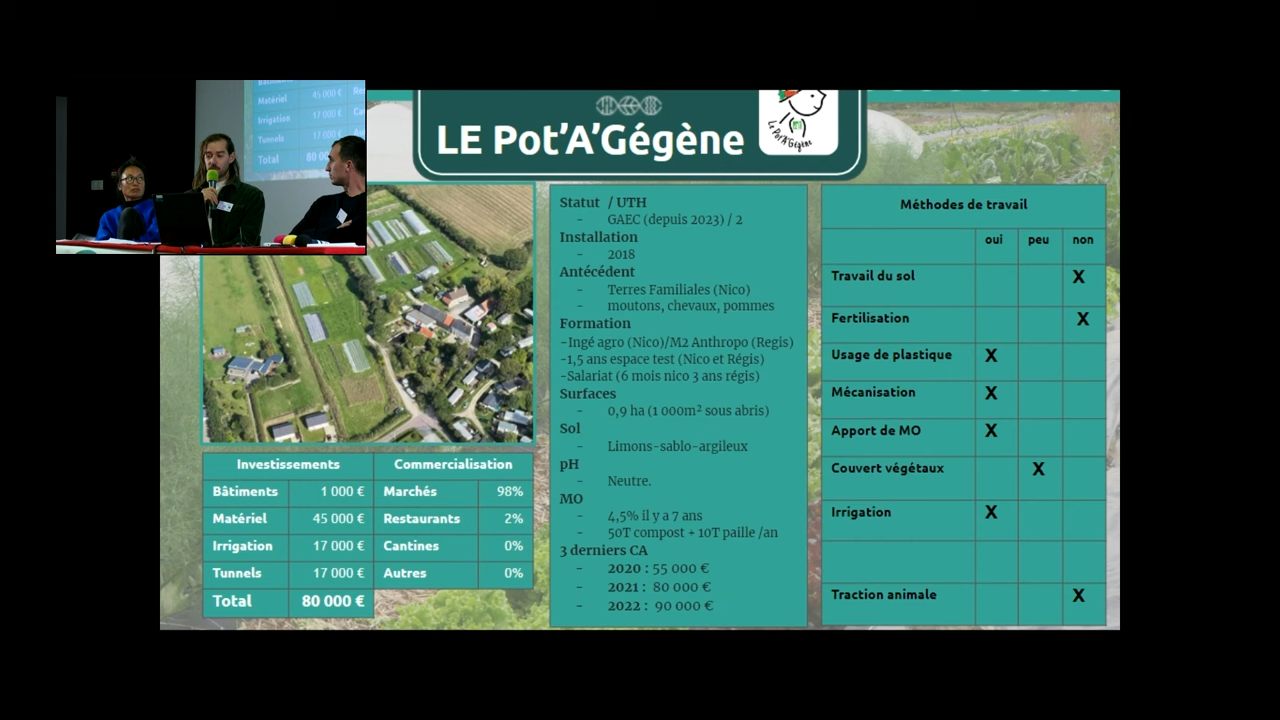 Matériel 45 000 €
Irrigation 17 000 €
Tunnels 17 000 €
Total
LE Pot’A’Gégène
Le Pot'A'Gégène
Statut / UTH
- GAEC (depuis 2023) / 2
Installation
- 2018
Antécédent
- Terres Familiales (Nico)
- moutons, chevaux, pommes
Formation
-Ingé agro (Nico)/M2 Anthropo (Regis)
-1,5 ans espace test (Nico et Régis)
-Salariat (6 mois nico 3 ans régis)
Surfaces
- 0,9 ha (1 000m² sous abris)
Sol
- Limons-sablo-argileux
pH
- Neutre.
MO
- 4,5% il y a 7 ans
- 50T compost + 10T paille /an
3 derniers CA
- 2020 : 55 000 €
- 2021 : 80 000 €
- 2022 : 90 000 €
Méthodes de travail
oui peu non
Travail du sol X
Fertilisation X
Usage de plastique X
Mécanisation X
Apport de MO X
Couvert végétaux X
Irrigation X
Traction animale X
Investissements Commercialisation
Bâtiments 1 000 € Marchés 98%
Matériel 45 000 € Restaurants 2%
Irrigation 17 000 € Cantines 0%
Tunnels 17 000 € Autres 0%
Total 80 000 €